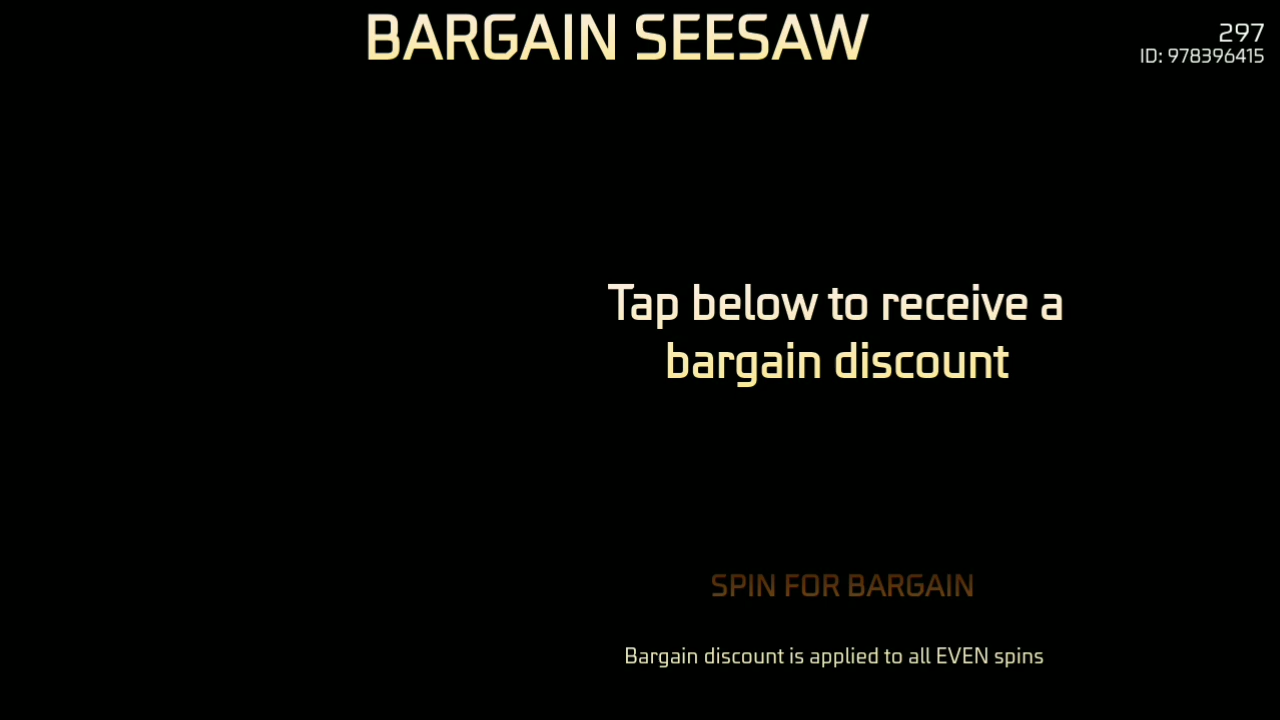 BARGAIN SEESAW
297
ID: 978396415
Tap below to receive a
bargain discount
SPIN FOR BARGAIN
Bargain discount is applied to all EVEN spins